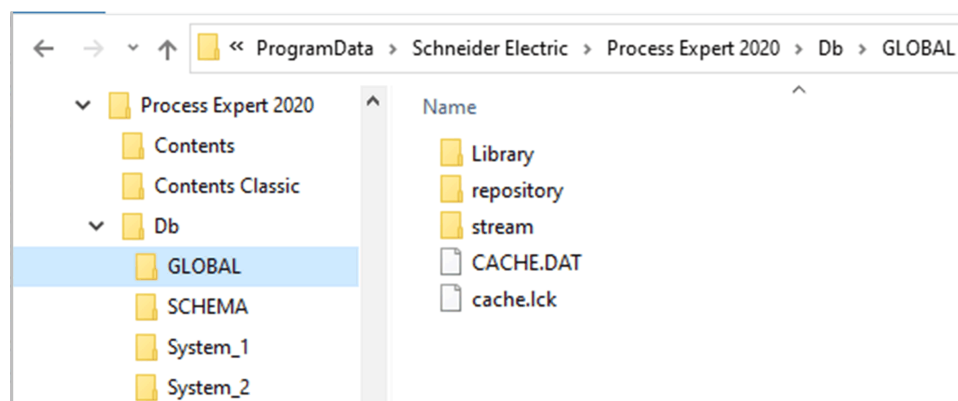 « ProgramData > Schneider Electric > Process Expert 2020 > Db > GLOBAL
Process Expert 2020
Contents
Contents Classic
Db
GLOBAL
SCHEMA
System_1
System_2
Name
Library
repository
stream
CACHE.DAT
cache.lck